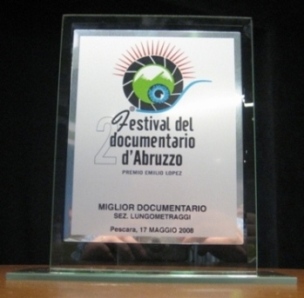 2
Festival del
documentario
d'Abruzzo
PREMIO EMILIO LOPEZ
MIGLIOR DOCUMENTARIO
SEZ. LUNGOMETRAGGI
Pescara, 17 MAGGIO 2008